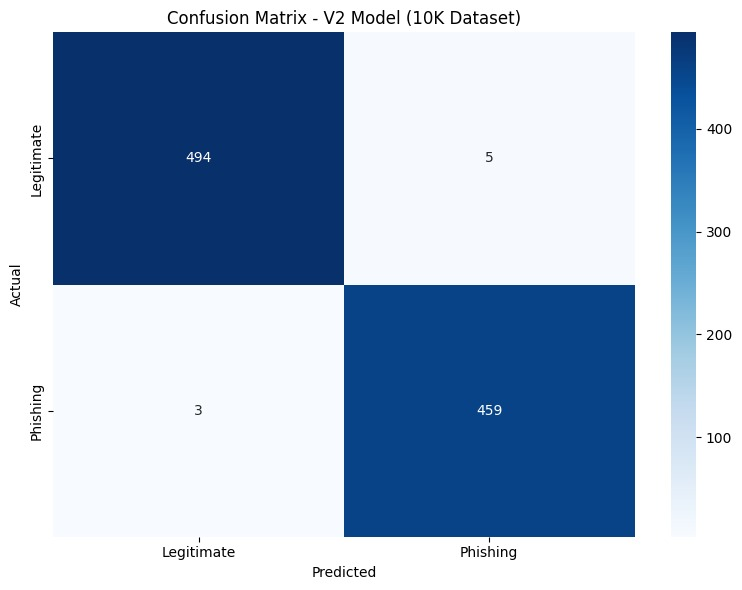 Confusion Matrix - V2 Model (10K Dataset)
Legitimate
494
5
Actual
Phishing
3
459
Legitimate
Phishing
Predicted
400
300
200
100